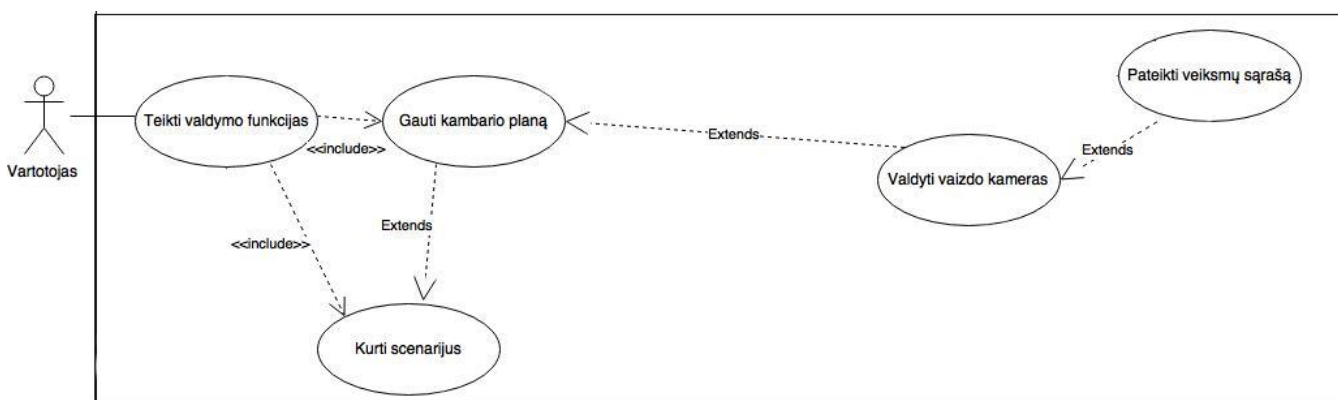 Pateikti veiksmų sąrašą
Teikti valdymo funkcijas
Gauti kambario planą
Extends
<<include>>
Extends
Vartotojas
Valdyti vaizdo kameras
Extends
<<include>>
Kurti scenarijus